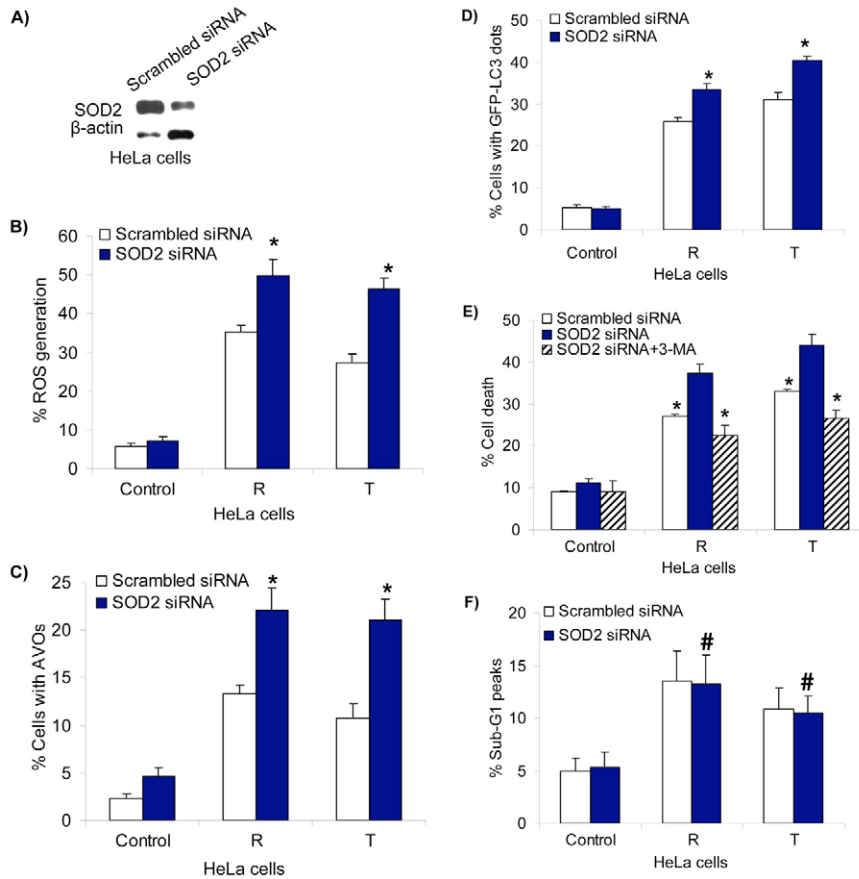 A)
Scrambled siRNA
SOD2 siRNA
SOD2
β-actin
HeLa cells
B)
Scrambled siRNA
SOD2 siRNA
60
50
40
30
20
10
0
% ROS generation
*
*
Control R T
HeLa cells
C)
Scrambled siRNA
SOD2 siRNA
25
20
15
10
5
0
% Cells with AVOs
*
*
Control R T
HeLa cells
D)
Scrambled siRNA
SOD2 siRNA
50
40
30
20
10
0
% Cells with GFP-LC3 dots
*
*
Control R T
HeLa cells
E)
Scrambled siRNA
SOD2 siRNA
SOD2 siRNA+3-MA
50
40
30
20
10
0
% Cell death
* *
* *
Control R T
HeLa cells
F)
Scrambled siRNA
SOD2 siRNA
20
15
10
5
0
% Sub-G1 peaks
#
#
Control R T
HeLa cells